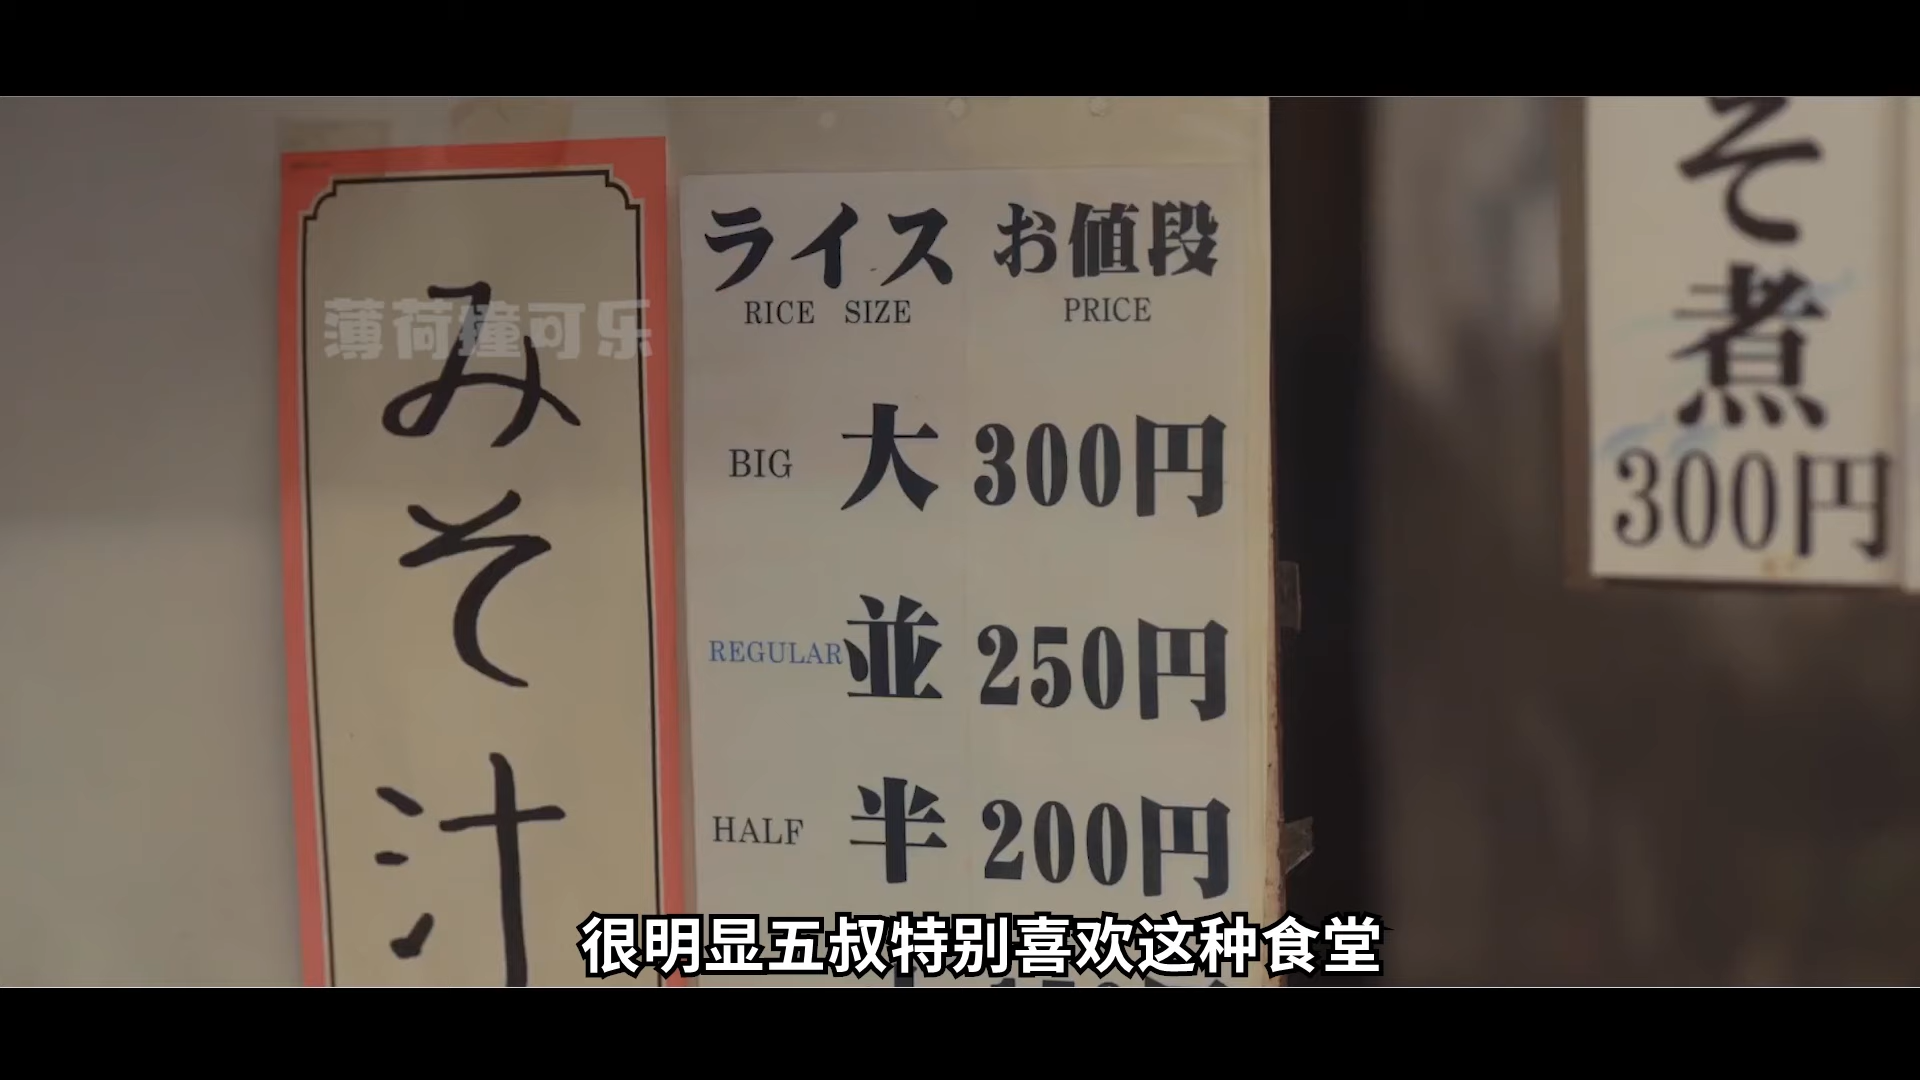 みそ汁
薄荷撞可乐
ライス お値段
RICE SIZE PRICE
BIG 大 300円
REGULAR 並 250円
HALF 半 200円
そ煮
300円
很明显五叔特别喜欢这种食堂